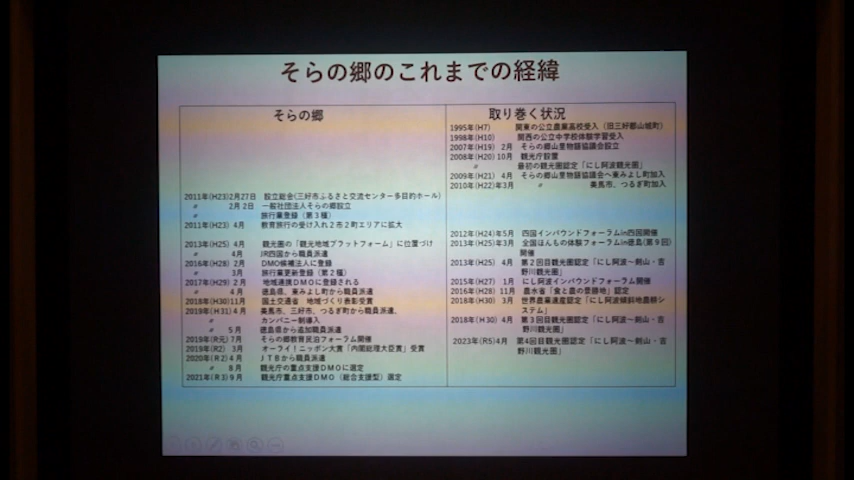 そらの郷のこれまでの経緯
そらの郷
2011年(H23)2月27日 設立総会(三好市ふるさと交流センター多目的ホール)
〃 2月2日 一般社団法人そらの郷設立
〃 旅行業登録(第3種)
2011年(H23) 4月 教育旅行の受け入れ2市2町エリアに拡大
2013年(H25) 4月 観光圏の「観光地域プラットフォーム」に位置づけ
〃 4月 JR四国から職員派遣
2016年(H28) 2月 DMO候補法人に登録
〃 3月 旅行業更新登録(第2種)
2017年(H29) 2月 地域連携DMOに登録される
〃 4月 徳島県、東みよし町から職員派遣
2018年(H30)11月 国土交通省 地域づくり表彰受賞
2019年(H31)4月 美馬市、三好市、つるぎ町から職員派遣、
カンパニー制導入
〃 5月 徳島県から追加職員派遣
2019年(R元)7月 そらの郷教育民泊フォーラム開催
2019年(R2) 3月 オーライ!ニッポン大賞「内閣総理大臣賞」受賞
2020年(R2)4月 JTBから職員派遣
〃 8月 観光庁の重点支援DMOに選定
2021年(R3)9月 観光庁重点支援DMO(総合支援型)選定
取り巻く状況
1995年(H7) 関東の公立農業高校受入(旧三好郡山城町)
1998年(H10) 関西の公立中学校体験学習受入
2007年(H19) 2月 そらの郷山里物語協議会設立
2008年(H20) 10月 観光庁設置
〃 最初の観光圏認定「にし阿波観光圏」
2009年(H21) 4月 そらの郷山里物語協議会へ東みよし町加入
2010年(H22)年3月 〃 美馬市、つるぎ町加入
2012年(H24)年5月 四国インバウンドフォーラムin四国開催
2013年(H25)年3月 全国ほんもの体験フォーラムin徳島(第9回)
開催
2013年(H25) 4月 第2回目観光圏認定「にし阿波〜剣山・吉
野川観光圏」
2015年(H27) 1月 にし阿波インバウンドフォーラム開催
2016年(H28) 11月 農水省「食と農の景勝地」認定
2018年(H30) 3月 世界農業遺産認定「にし阿波傾斜地農耕シ
ステム」
2018年(H30) 4月 第3回目観光圏認定「にし阿波〜剣山・吉
野川観光圏」
2023年(R5)4月 第4回目観光圏認定「にし阿波〜剣山・吉
野川観光圏」